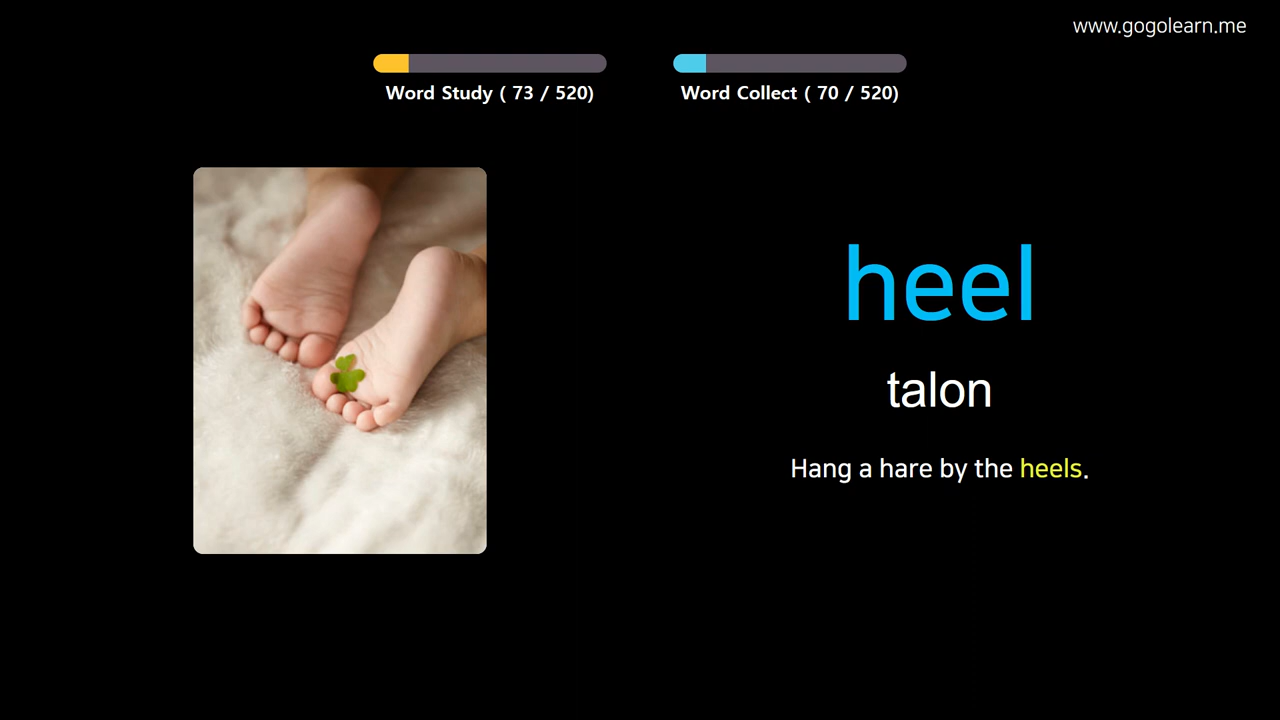 www.gogolearn.me
Word Study ( 73 / 520)
Word Collect ( 70 / 520)
heel
talon
Hang a hare by the heels.